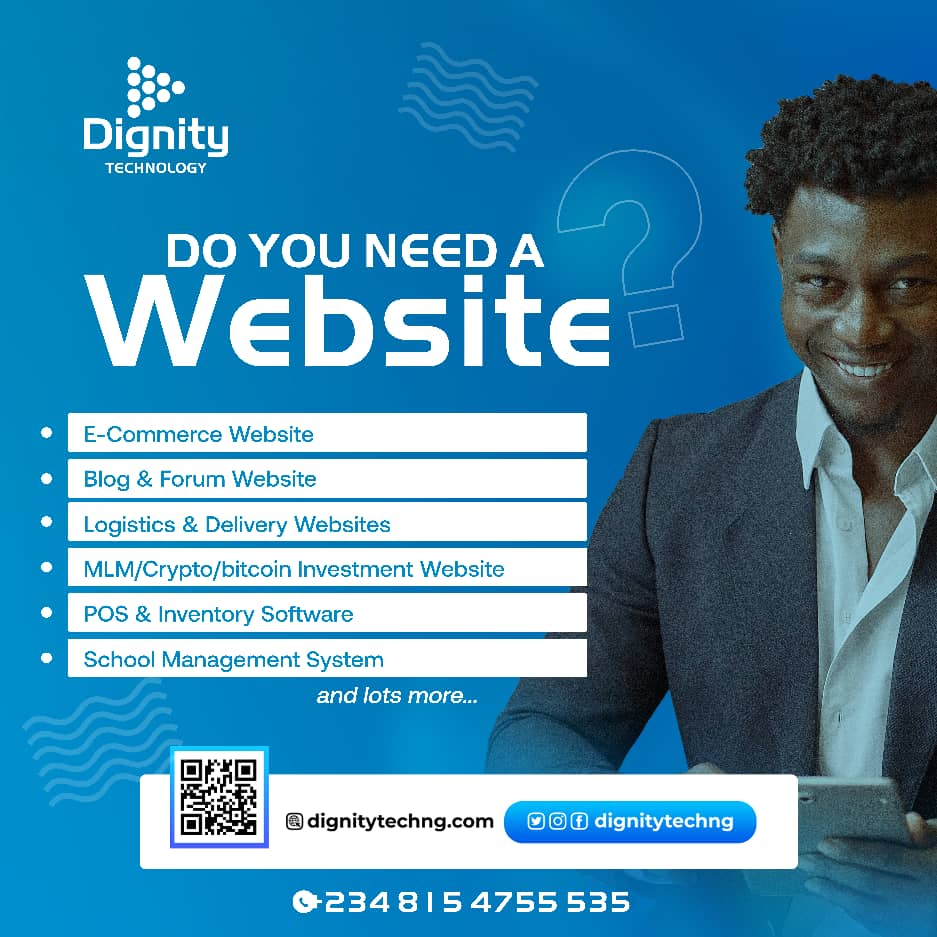 Dignity
TECHNOLOGY
DO YOU NEED A
Website?
E-Commerce Website
Blog & Forum Website
Logistics & Delivery Websites
MLM/Crypto/bitcoin Investment Website
POS & Inventory Software
School Management System
and lots more...
dignitytechng.com
dignitytechng
+234 815 4755 535